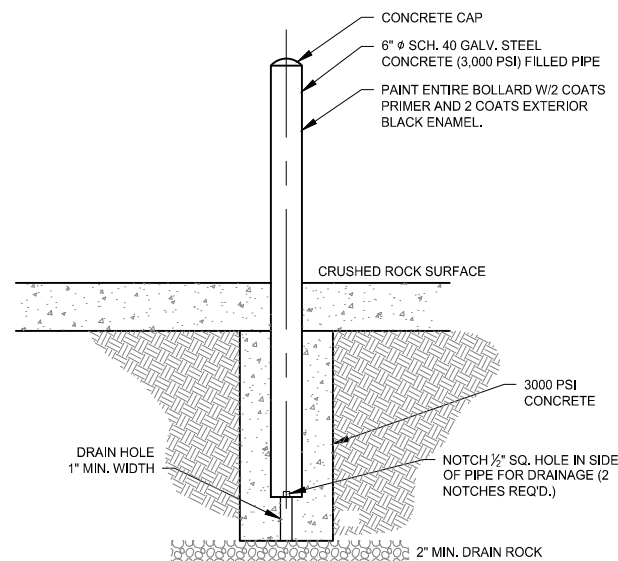 CONCRETE CAP
6" ø SCH. 40 GALV. STEEL
CONCRETE (3,000 PSI) FILLED PIPE
PAINT ENTIRE BOLLARD W/2 COATS
PRIMER AND 2 COATS EXTERIOR
BLACK ENAMEL.
CRUSHED ROCK SURFACE
3000 PSI
CONCRETE
DRAIN HOLE
1" MIN. WIDTH
NOTCH ½" SQ. HOLE IN SIDE
OF PIPE FOR DRAINAGE (2
NOTCHES REQ'D.)
2" MIN. DRAIN ROCK